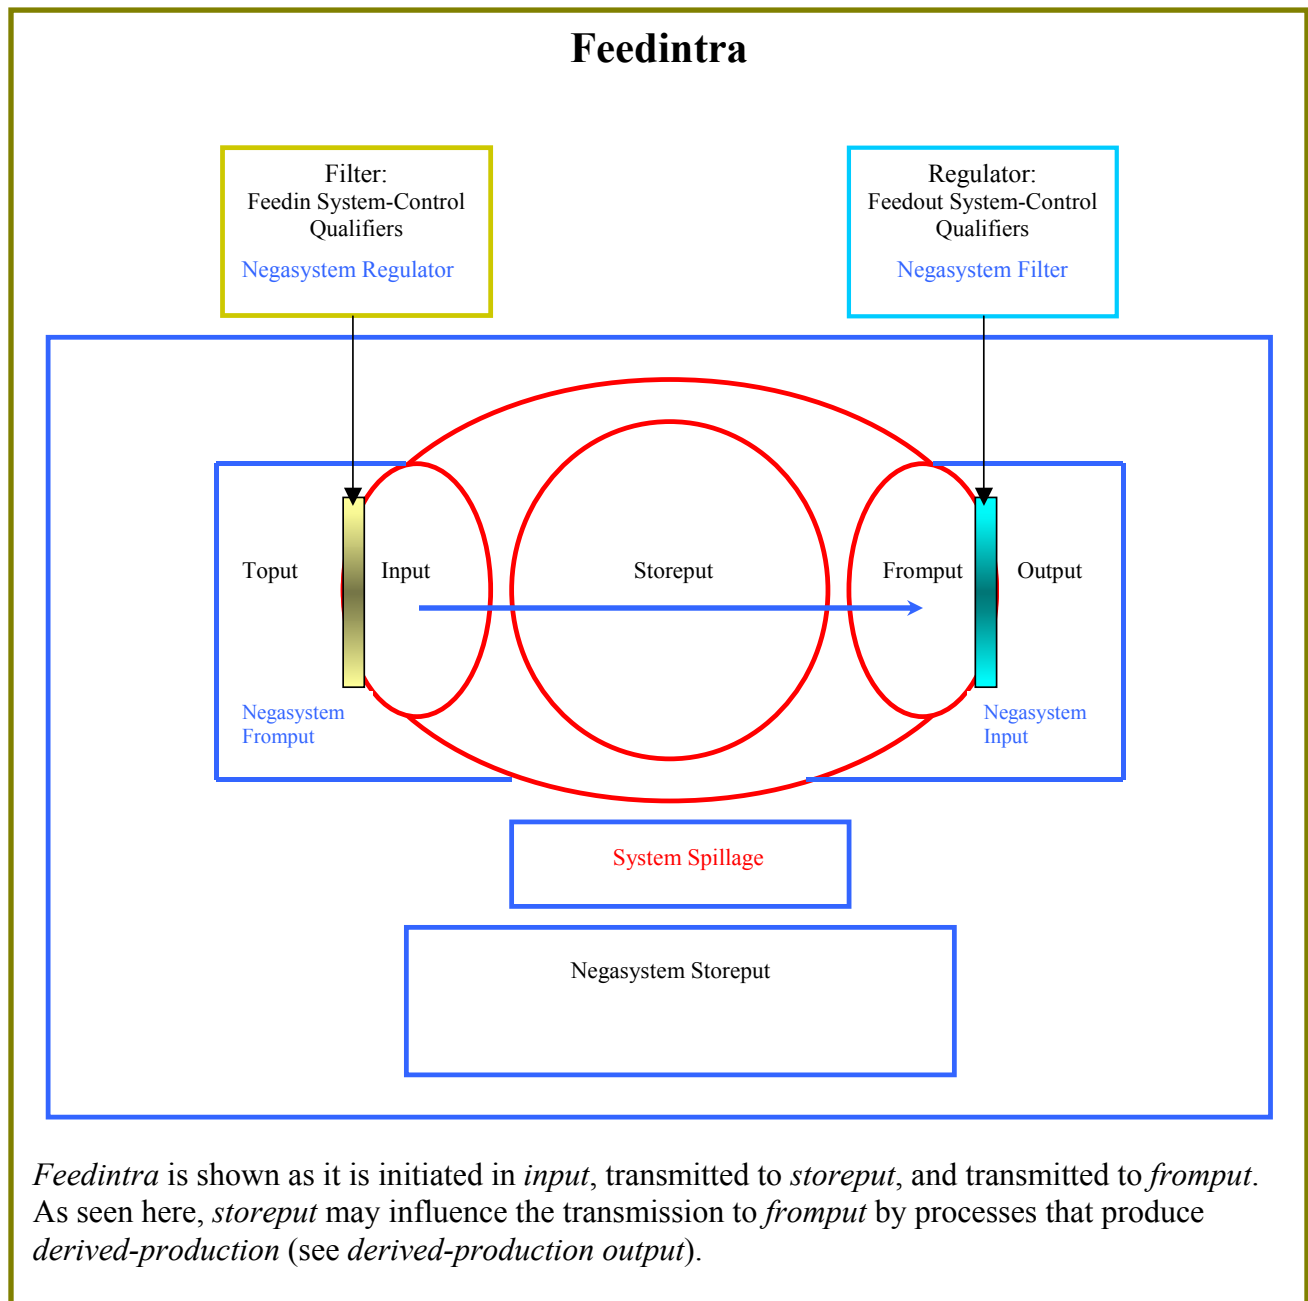 Feedintra
Filter:
Feedin System-Control
Qualifiers
Negasystem Regulator
Regulator:
Feedout System-Control
Qualifiers
Negasystem Filter
Toput
Input
Storeput
Fromput
Output
Negasystem
Fromput
Negasystem
Input
System Spillage
Negasystem Storeput
Feedintra is shown as it is initiated in input, transmitted to storeput, and transmitted to fromput.
As seen here, storeput may influence the transmission to fromput by processes that produce
derived-production (see derived-production output).